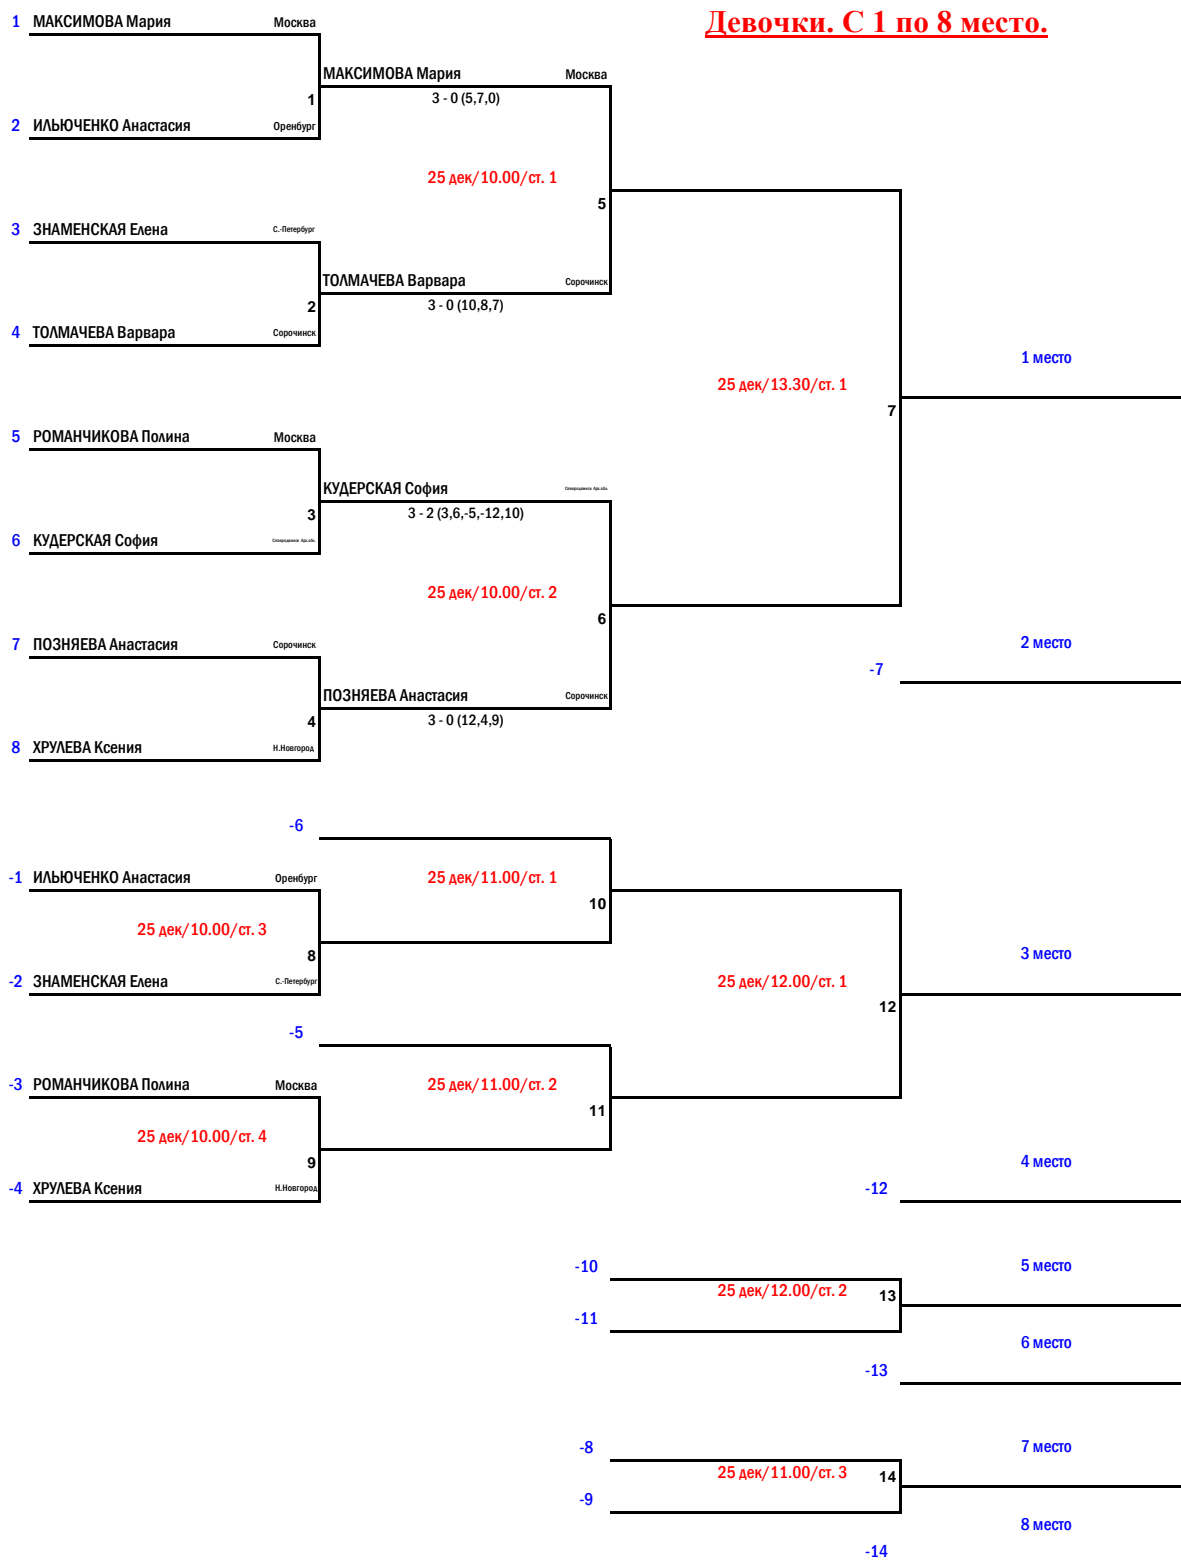 Девочки. С 1 по 8 место.
1 МАКСИМОВА Мария Москва
МАКСИМОВА Мария Москва
1 3 - 0 (5,7,0)
2 ИЛЬЮЧЕНКО Анастасия Оренбург
25 дек/10.00/ст. 1
5
3 ЗНАМЕНСКАЯ Елена С.-Петербург
ТОЛМАЧЕВА Варвара Сорочинск
2 3 - 0 (10,8,7)
4 ТОЛМАЧЕВА Варвара Сорочинск
1 место
25 дек/13.30/ст. 1
7
5 РОМАНЧИКОВА Полина Москва
КУДЕРСКАЯ София Северодвинск Арх.обл.
3 3 - 2 (3,6,-5,-12,10)
6 КУДЕРСКАЯ София Северодвинск Арх.обл.
25 дек/10.00/ст. 2
6
7 ПОЗНЯЕВА Анастасия Сорочинск
2 место
-7
ПОЗНЯЕВА Анастасия Сорочинск
4 3 - 0 (12,4,9)
8 ХРУЛЕВА Ксения Н.Новгород
-6
-1 ИЛЬЮЧЕНКО Анастасия Оренбург
25 дек/11.00/ст. 1
10
25 дек/10.00/ст. 3
8
3 место
-2 ЗНАМЕНСКАЯ Елена С.-Петербург
25 дек/12.00/ст. 1
12
-5
-3 РОМАНЧИКОВА Полина Москва
25 дек/11.00/ст. 2
11
25 дек/10.00/ст. 4
9
4 место
-4 ХРУЛЕВА Ксения Н.Новгород
-12
-10
5 место
25 дек/12.00/ст. 2
13
-11
6 место
-13
-8
7 место
25 дек/11.00/ст. 3
14
-9
8 место
-14